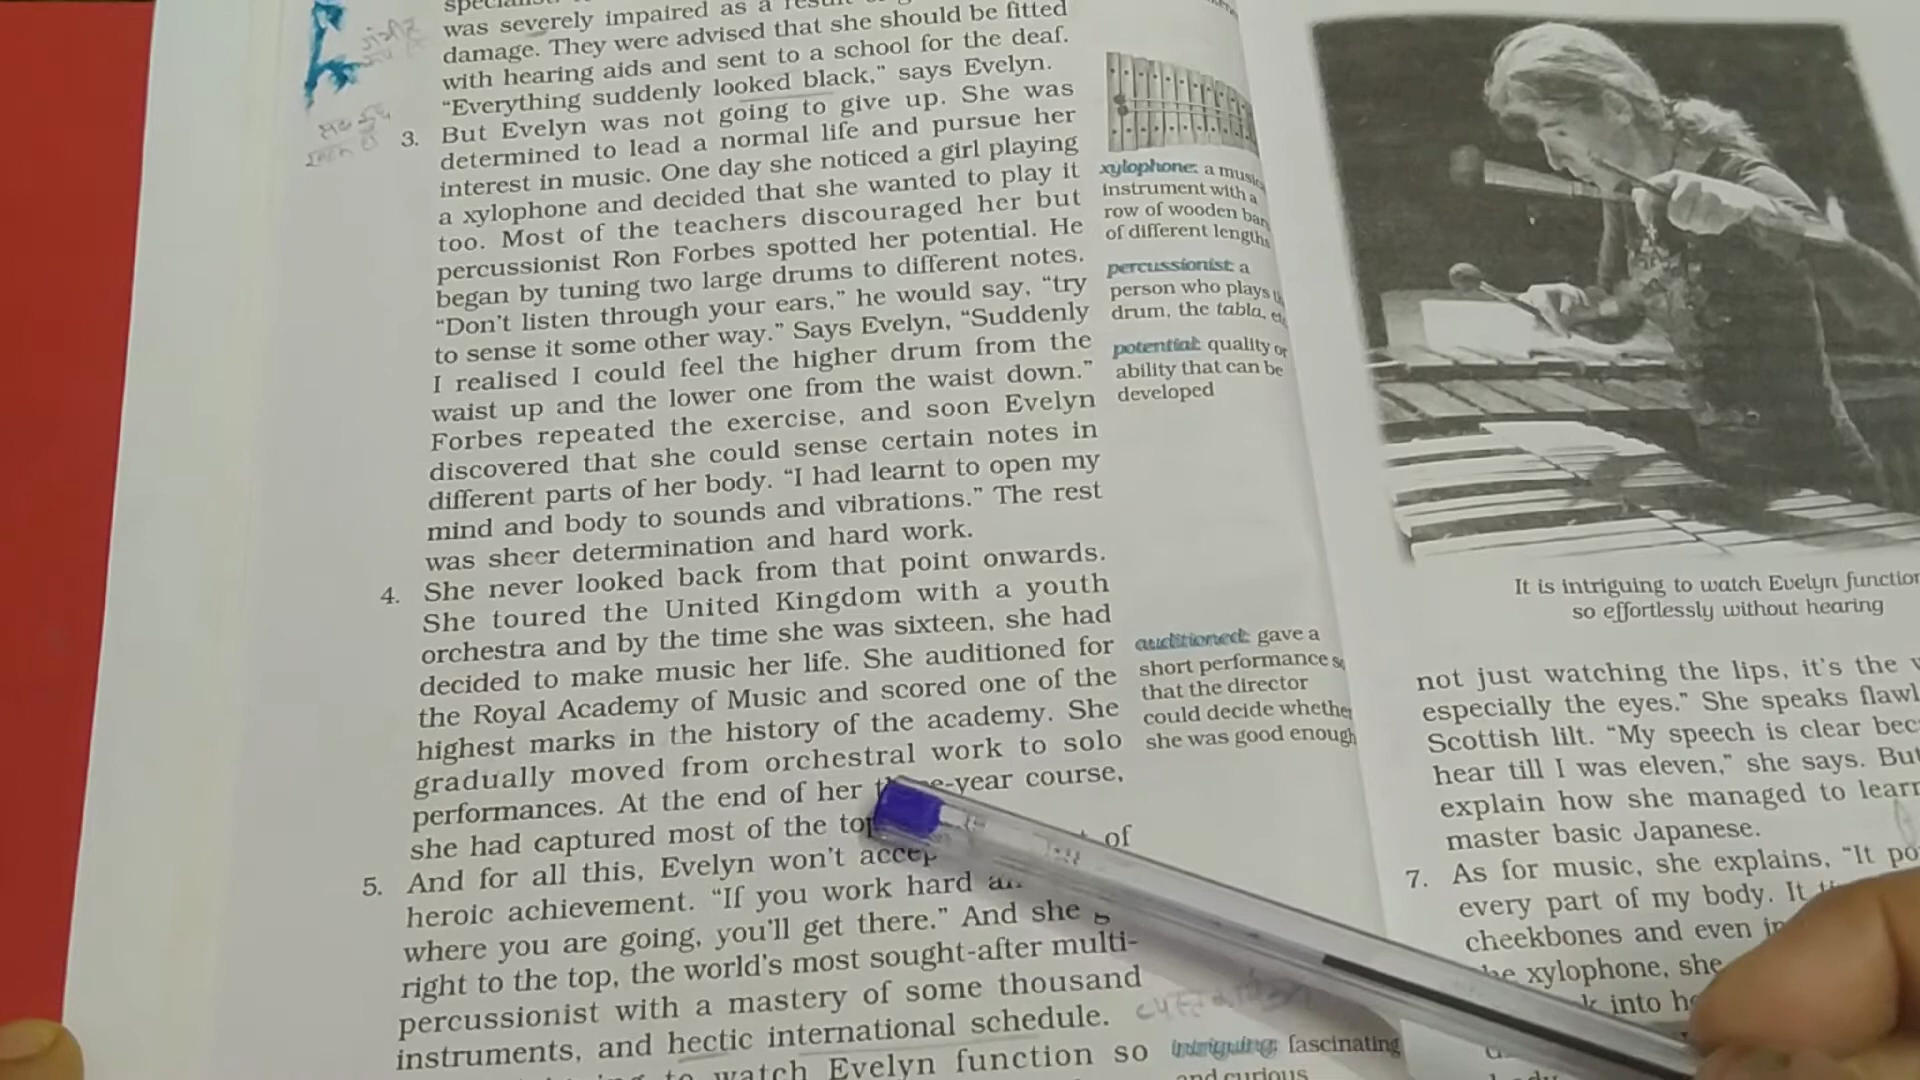 was severely impaired as a result of
damage. They were advised that she should be fitted
with hearing aids and sent to a school for the deaf.
“Everything suddenly looked black,” says Evelyn.
3. But Evelyn was not going to give up. She was
determined to lead a normal life and pursue her
interest in music. One day she noticed a girl playing
a xylophone and decided that she wanted to play it
too. Most of the teachers discouraged her but
percussionist Ron Forbes spotted her potential. He
began by tuning two large drums to different notes.
“Don’t listen through your ears,” he would say, “try
to sense it some other way.” Says Evelyn, “Suddenly
I realised I could feel the higher drum from the
waist up and the lower one from the waist down.”
Forbes repeated the exercise, and soon Evelyn
discovered that she could sense certain notes in
different parts of her body. “I had learnt to open my
mind and body to sounds and vibrations.” The rest
was sheer determination and hard work.
4. She never looked back from that point onwards.
She toured the United Kingdom with a youth
orchestra and by the time she was sixteen, she had
decided to make music her life. She auditioned for
the Royal Academy of Music and scored one of the
highest marks in the history of the academy. She
gradually moved from orchestral work to solo
performances. At the end of her -year course,
she had captured most of the top
5. And for all this, Evelyn won’t accep of
heroic achievement. “If you work hard
where you are going, you’ll get there.” And she
right to the top, the world’s most sought-after multi-
percussionist with a mastery of some thousand
instruments, and hectic international schedule.
to watch Evelyn function so
xylophone: a music
instrument with a
row of wooden bar
of different lengths
percussionist: a
person who plays
drum, the tabla,
potential: quality or
ability that can be
developed
auditioned: gave a
short performance
that the director
could decide whether
she was good enough
intriguing: fascinating
and curious
It is intriguing to watch Evelyn function
so effortlessly without hearing
not just watching the lips, it’s the
especially the eyes.” She speaks flawl
Scottish lilt. “My speech is clear bec
hear till I was eleven,” she says. But
explain how she managed to learn
master basic Japanese.
7. As for music, she explains, “It po
every part of my body. It
cheekbones and even in
xylophone, she
into